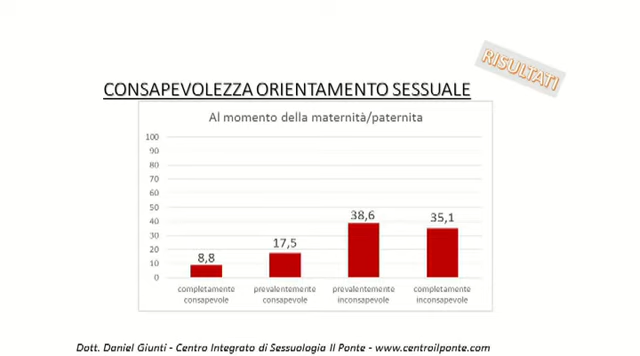 RISULTATI
CONSAPEVOLEZZA ORIENTAMENTO SESSUALE
Al momento della maternità/paternita
100
90
80
70
60
50
40
30
20
10
0
8,8
17,5
38,6
35,1
completamente consapevole
prevalentemente consapevole
prevalentemente inconsapevole
completamente inconsapevole
Dott. Daniel Giunti - Centro Integrato di Sessuologia Il Ponte - www.centroilponte.com